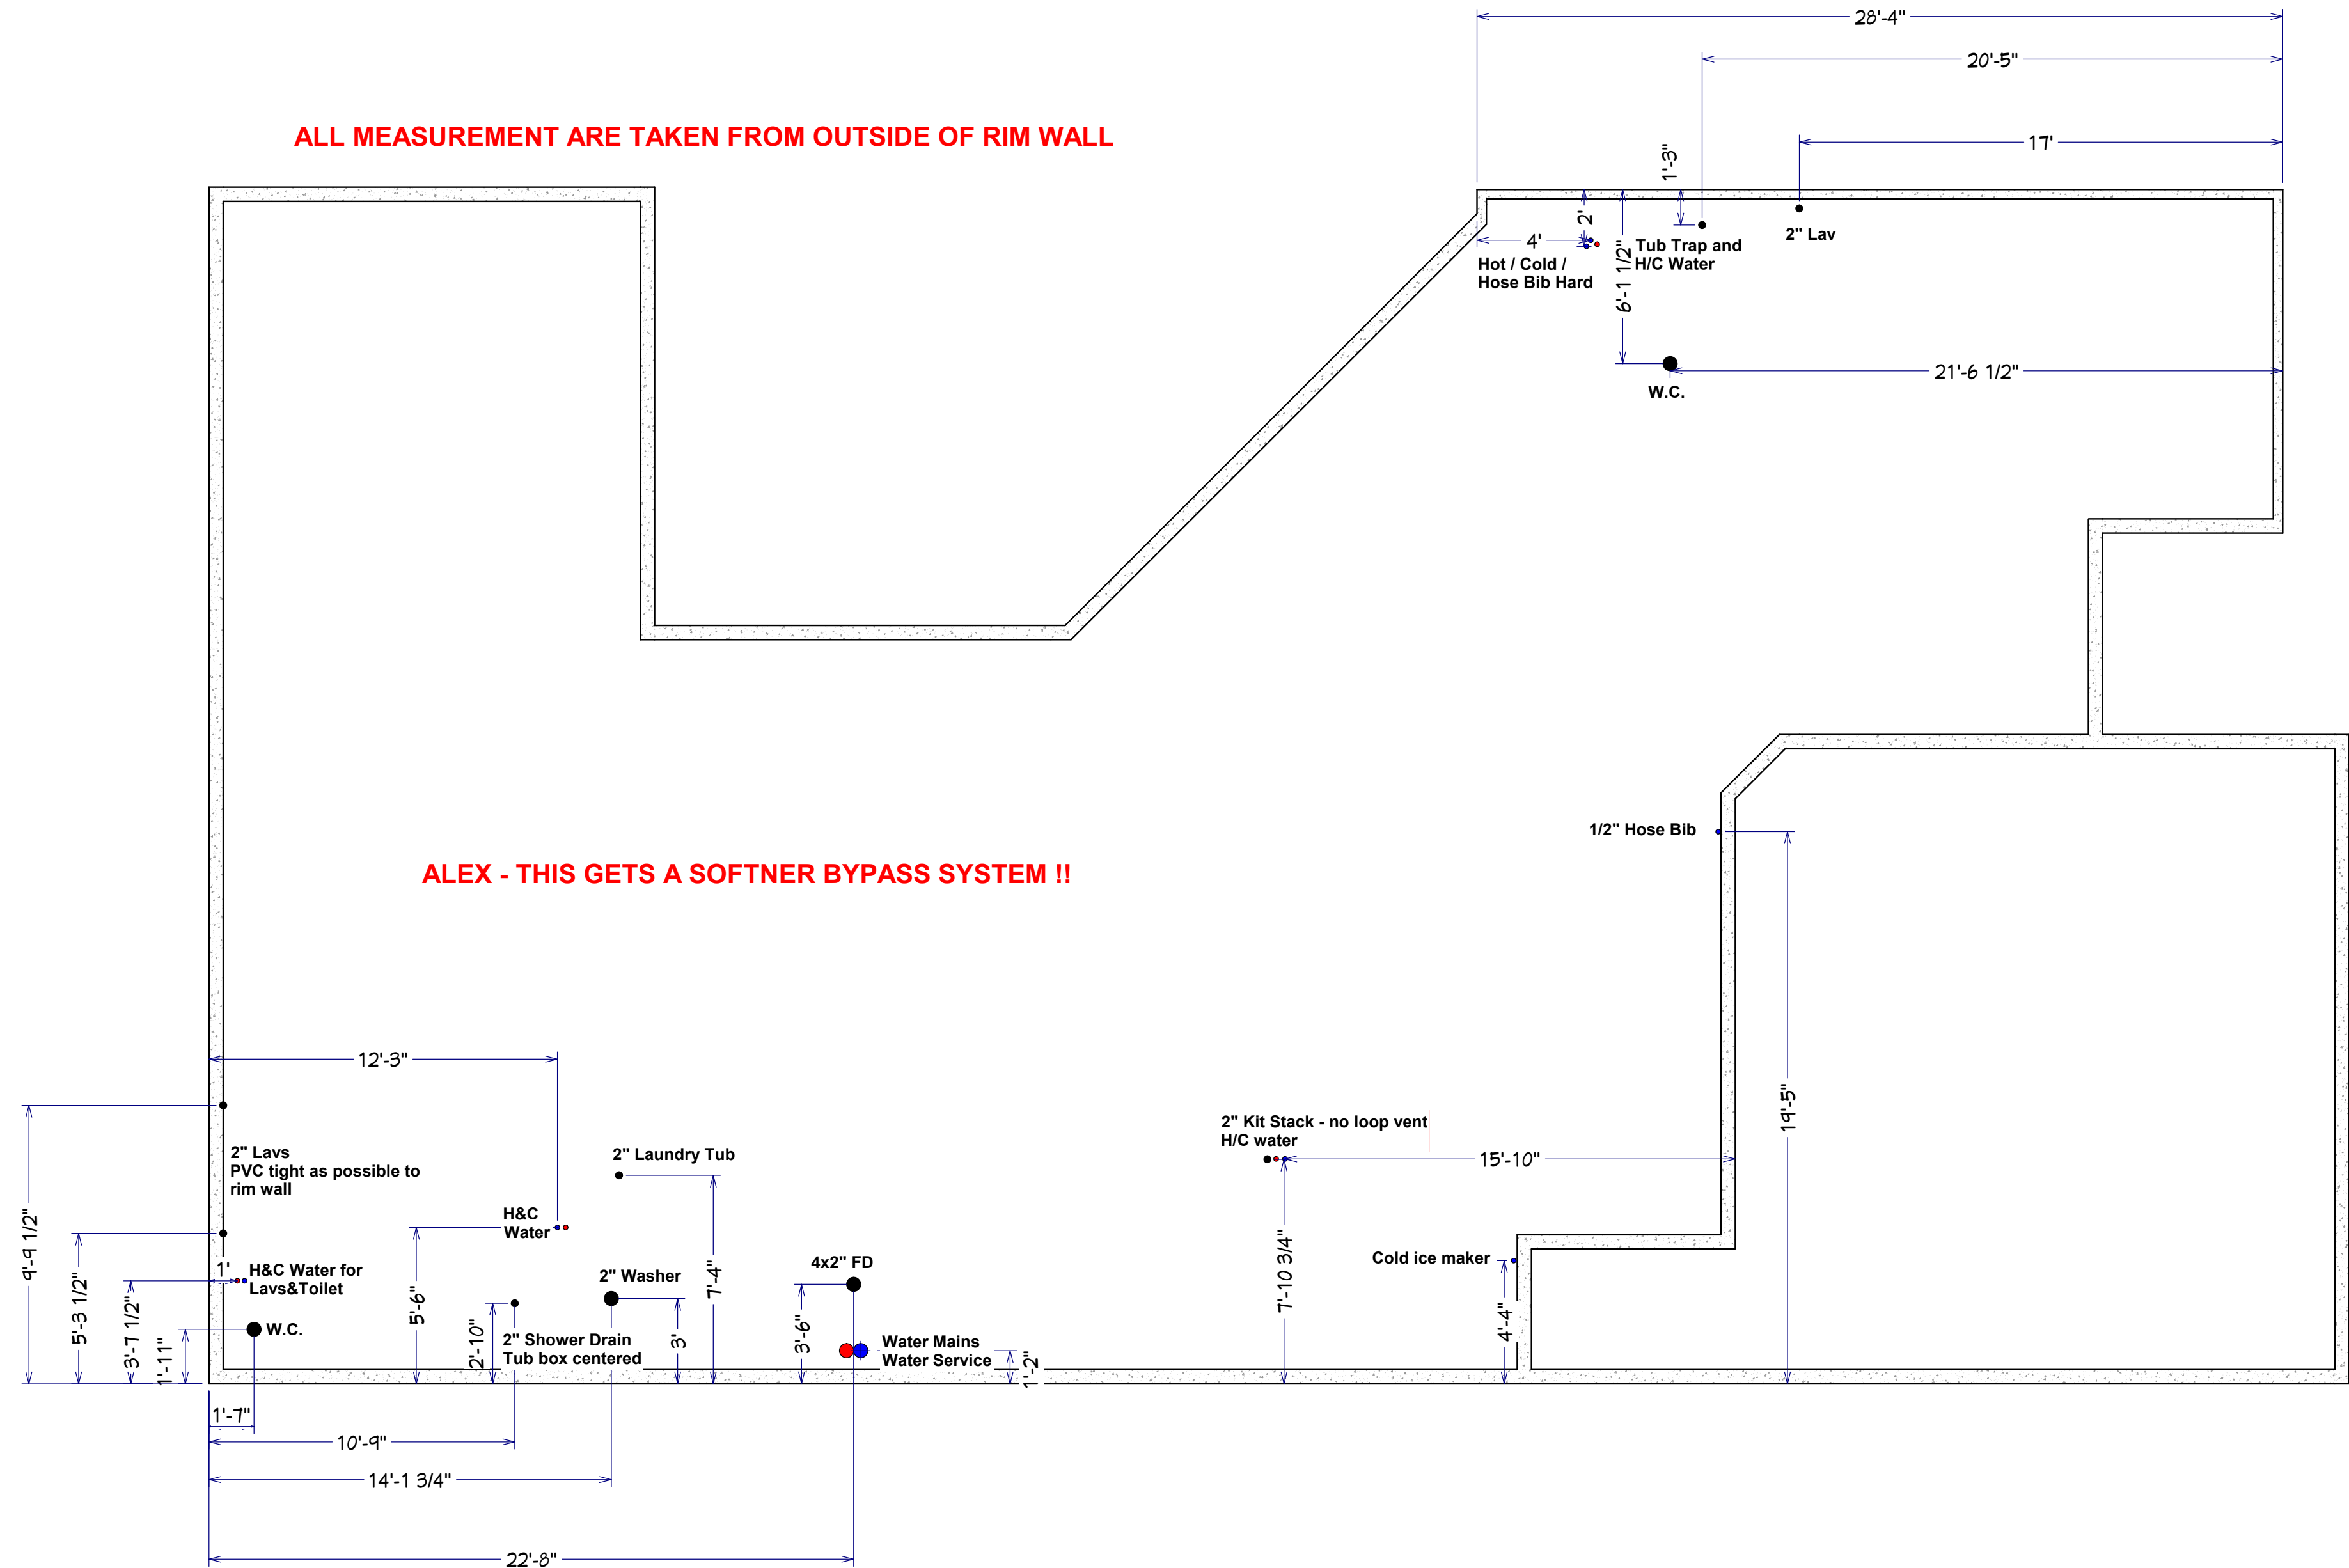 28'-4"
20'-5"
ALL MEASUREMENT ARE TAKEN FROM OUTSIDE OF RIM WALL
17'
1'-3"
2'
4'
6'-1 1/2"
Hot / Cold /
Hose Bib Hard
Tub Trap and
H/C Water
2" Lav
21'-6 1/2"
W.C.
1/2" Hose Bib
ALEX - THIS GETS A SOFTNER BYPASS SYSTEM !!
12'-3"
19'-5"
2" Kit Stack - no loop vent
H/C water
15'-10"
2" Lavs
PVC tight as possible to
rim wall
2" Laundry Tub
H&C
Water
9'-9 1/2"
5'-3 1/2"
3'-7 1/2"
1'-11"
1'
H&C Water for
Lavs&Toilet
W.C.
5'-6"
2'-10"
2" Shower Drain
Tub box centered
2" Washer
3'
7'-4"
4x2" FD
3'-6"
Water Mains
Water Service
1'-2"
7'-10 3/4"
Cold ice maker
4'-4"
1'-7"
10'-9"
14'-1 3/4"
22'-8"